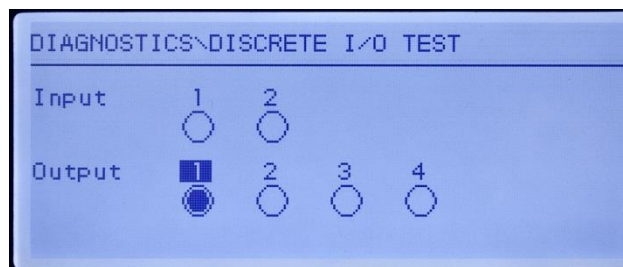 DIAGNOSTICS\DISCRETE I/O TEST
Input 1 2
Output 1 2 3 4